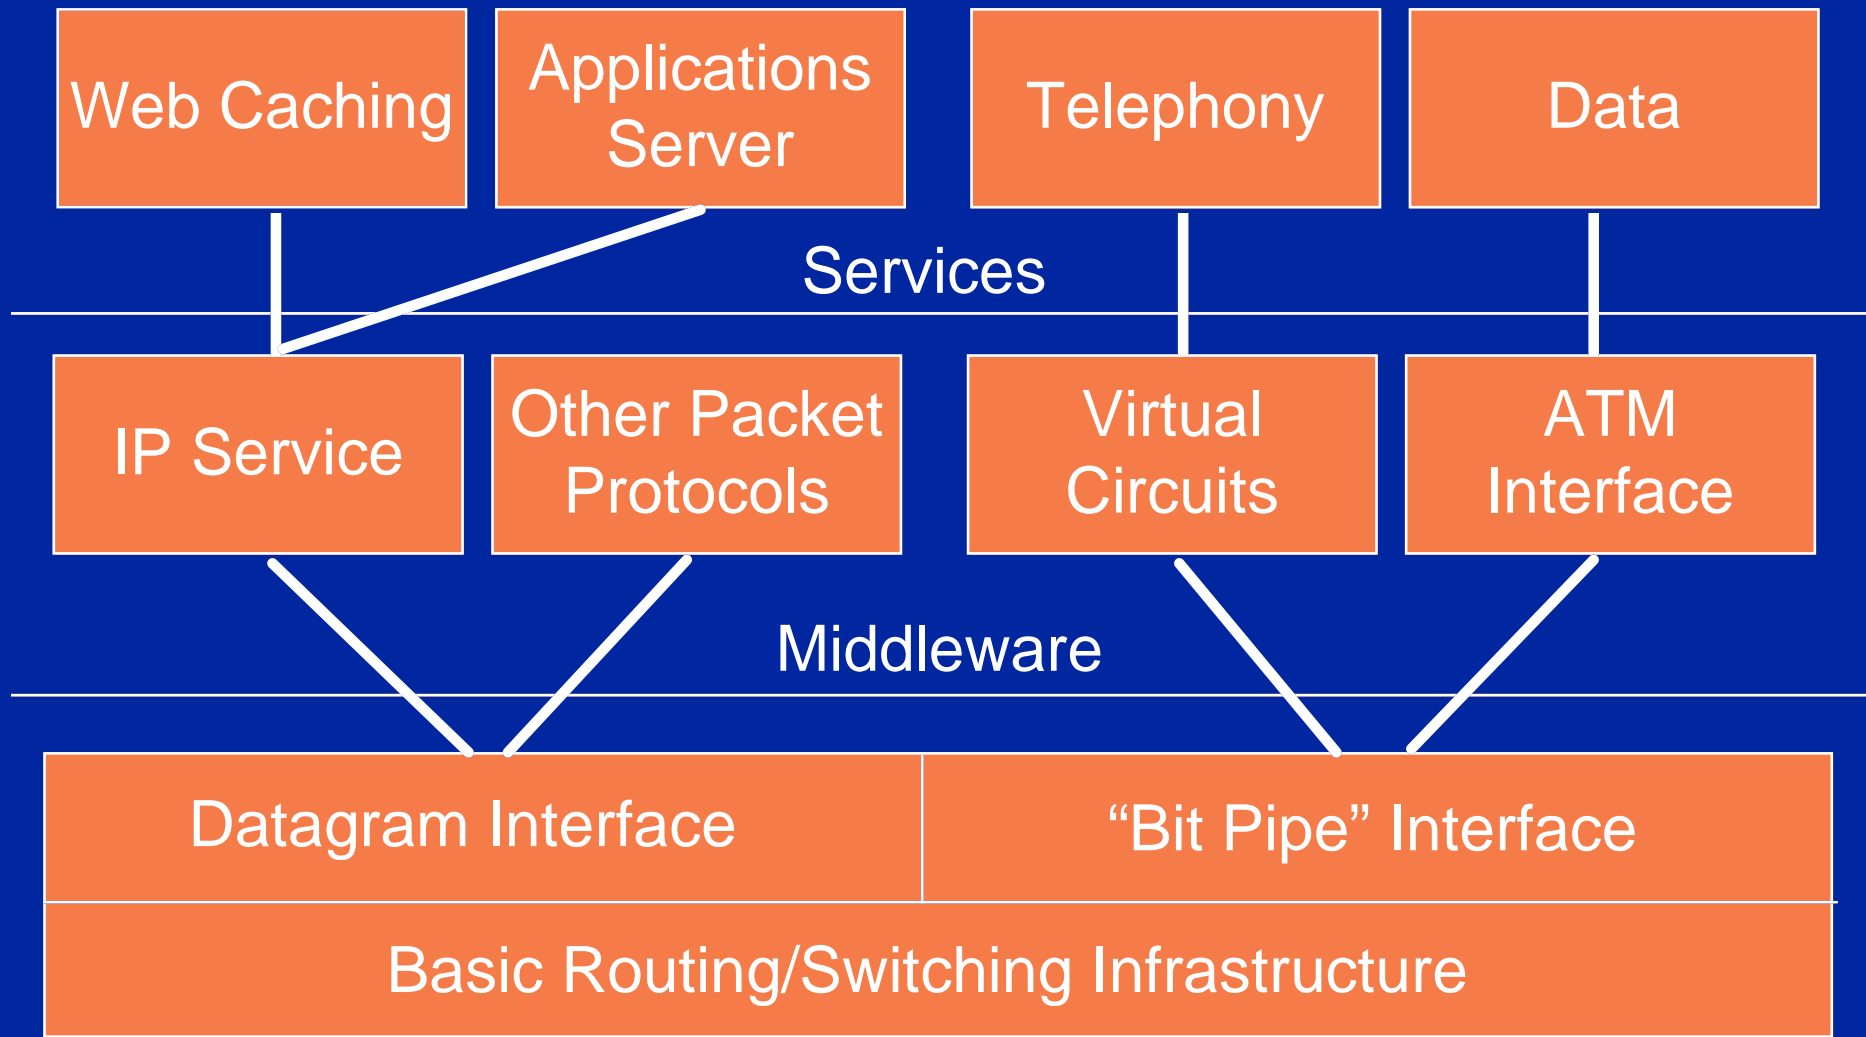 Web Caching
Applications
Server
Telephony
Data
Services
IP Service
Other Packet
Protocols
Virtual
Circuits
ATM
Interface
Middleware
Datagram Interface
“Bit Pipe” Interface
Basic Routing/Switching Infrastructure